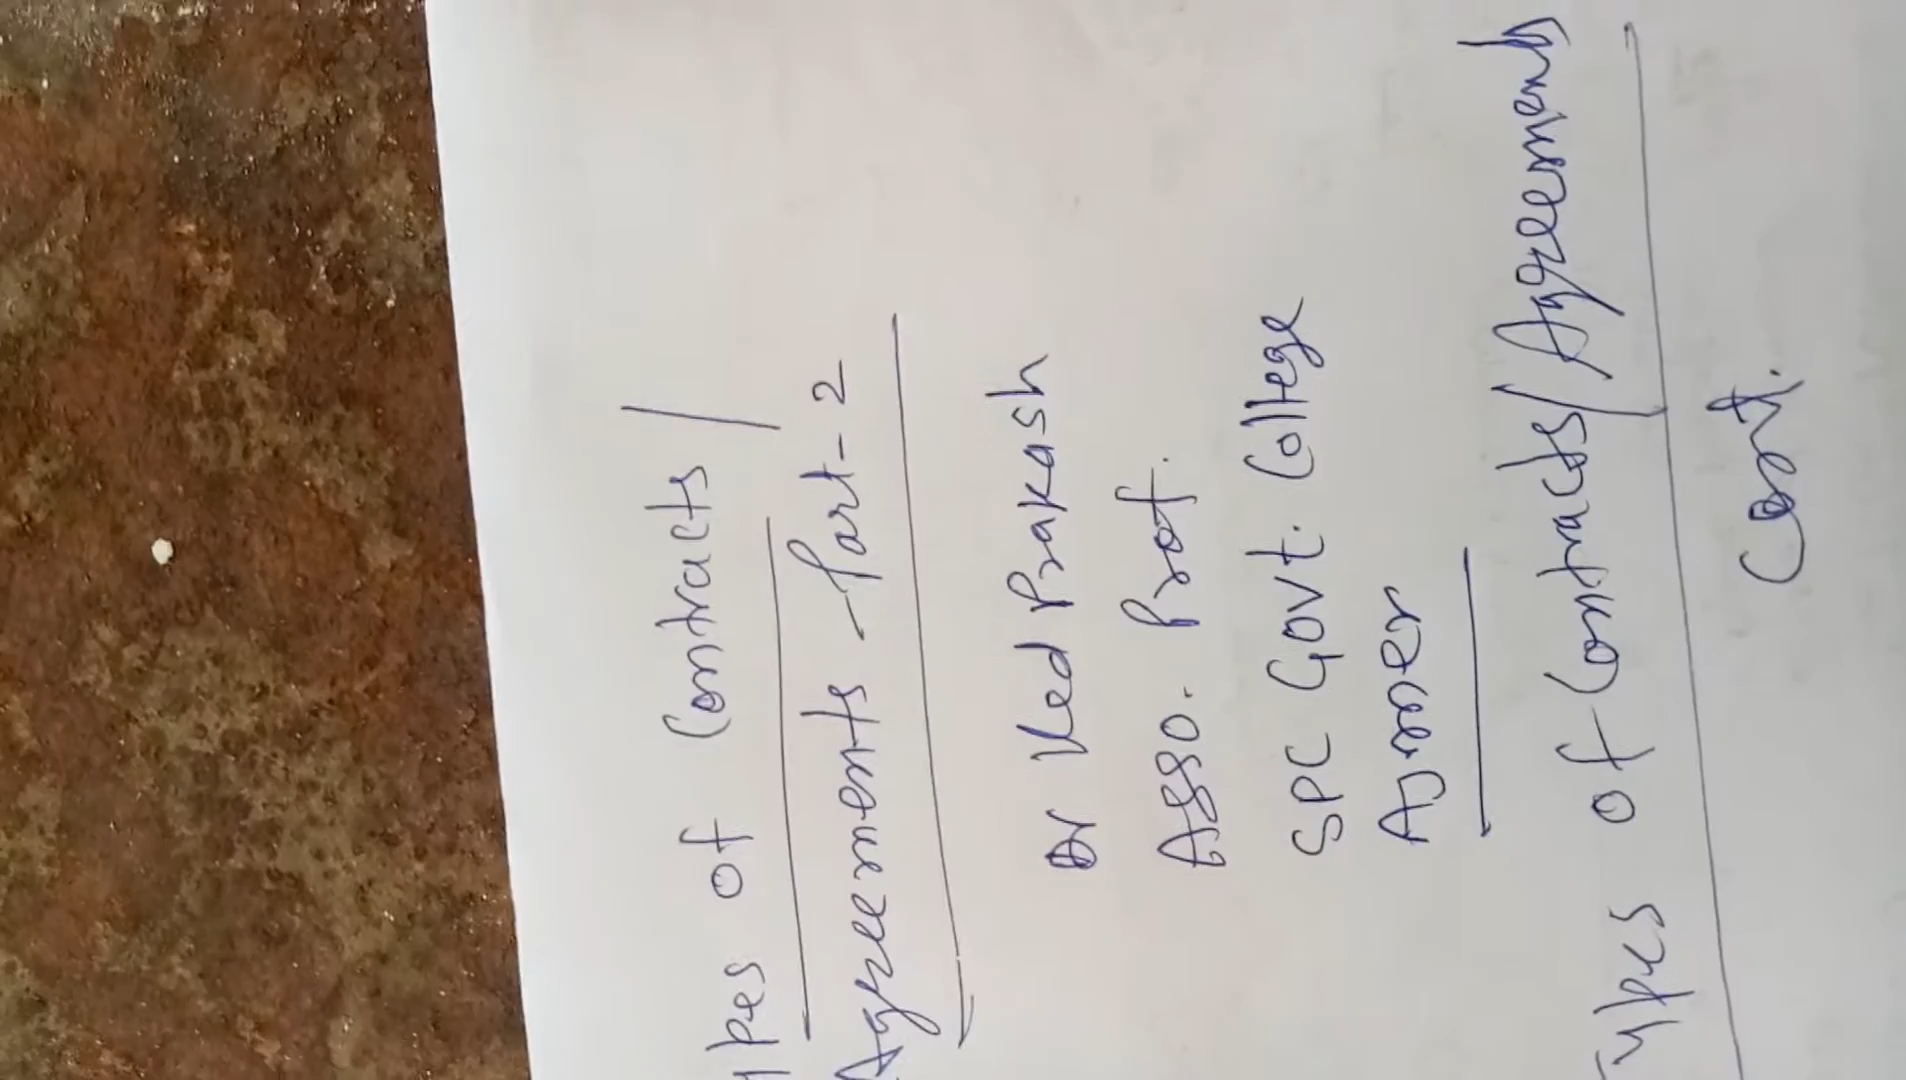 ypes of Contracts /
Agreements - Part-2
Dr Ved Prakash
Asso. Prof.
SPC Govt. College
Ajmer
Types of Contracts/Agreements
Cont.